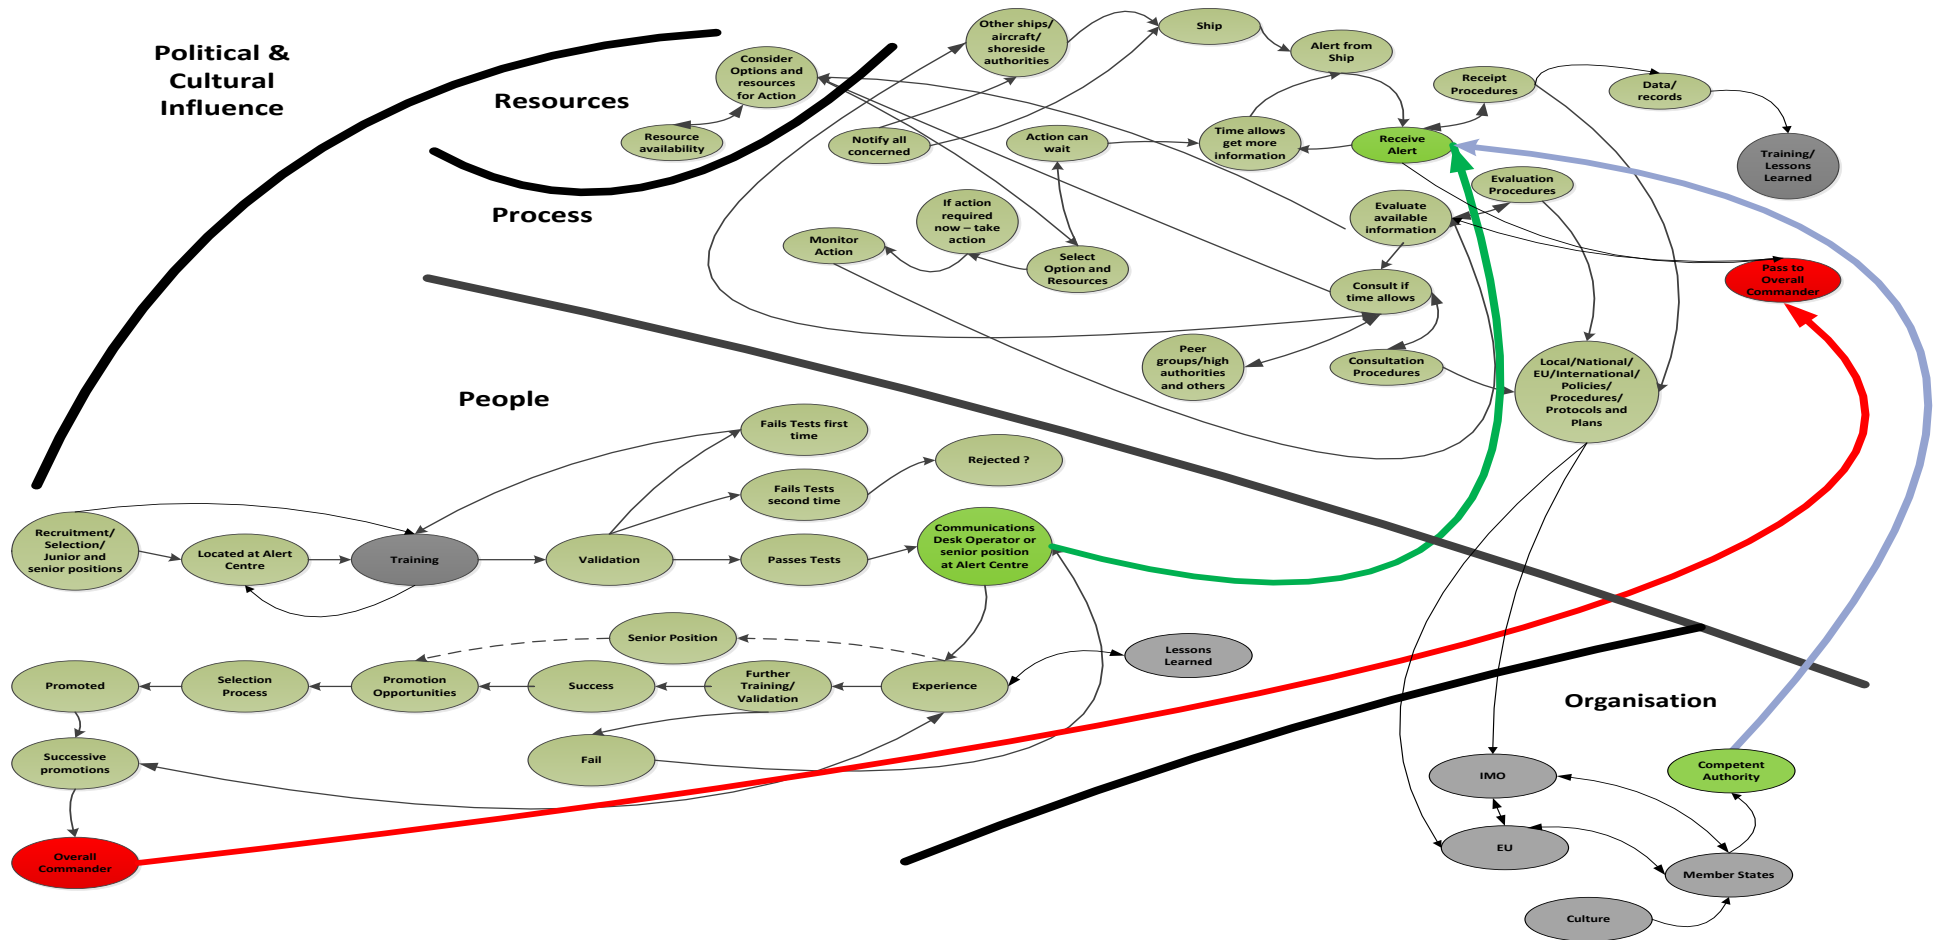 Political &
Cultural
Influence
Resources
Process
People
Organisation
Consider
Options and
resources
for Action
Resource
availability
Other ships/
aircraft/
shoreside
authorities
Ship
Alert from
Ship
Receipt
Procedures
Data/
records
Training/
Lessons
Learned
Notify all
concerned
Action can
wait
Time allows
get more
information
Receive
Alert
Evaluation
Procedures
Evaluate
available
information
If action
required
now – take
action
Monitor
Action
Select
Option and
Resources
Consult if
time allows
Pass to
Overall
Commander
Peer
groups/high
authorities
and others
Consultation
Procedures
Local/National/
EU/International/
Policies/
Procedures/
Protocols and
Plans
Fails Tests first
time
Rejected ?
Fails Tests
second time
Recruitment/
Selection/
Junior and
senior positions
Located at Alert
Centre
Training
Validation
Passes Tests
Communications
Desk Operator or
senior position
at Alert Centre
Senior Position
Lessons
Learned
Promoted
Selection
Process
Promotion
Opportunities
Success
Further
Training/
Validation
Experience
Successive
promotions
Fail
Overall
Commander
IMO
Competent
Authority
EU
Member States
Culture